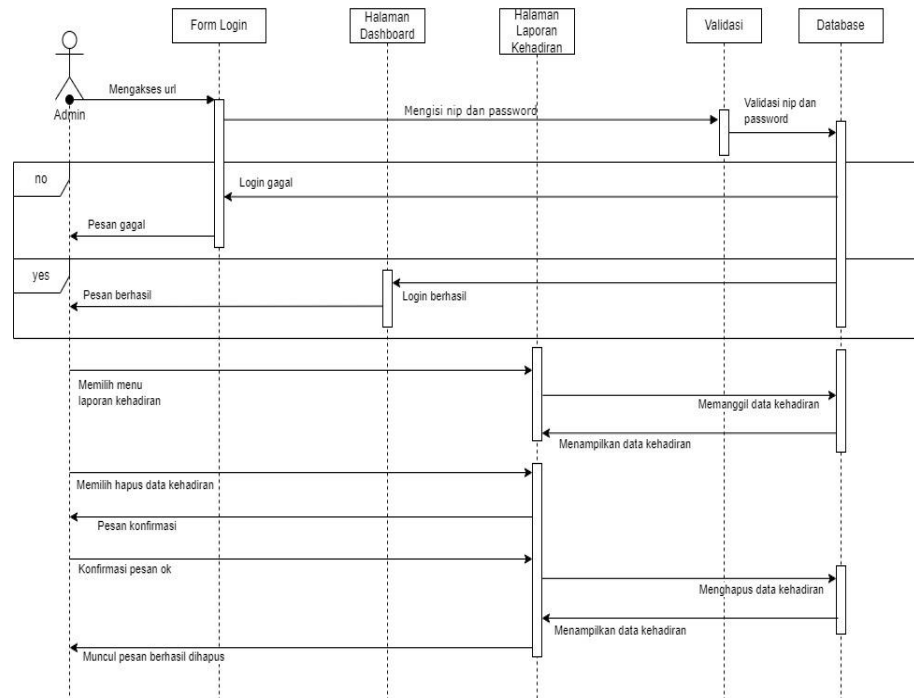 Form Login
Halaman
Dashboard
Halaman
Laporan
Kehadiran
Validasi
Database
Admin
Mengakses url
Mengisi nip dan password
Validasi nip dan
password
no
Login gagal
Pesan gagal
yes
Login berhasil
Pesan berhasil
Memilih menu
laporan kehadiran
Memanggil data kehadiran
Menampilkan data kehadiran
Memilih hapus data kehadiran
Pesan konfirmasi
Konfirmasi pesan ok
Menghapus data kehadiran
Menampilkan data kehadiran
Muncul pesan berhasil dihapus